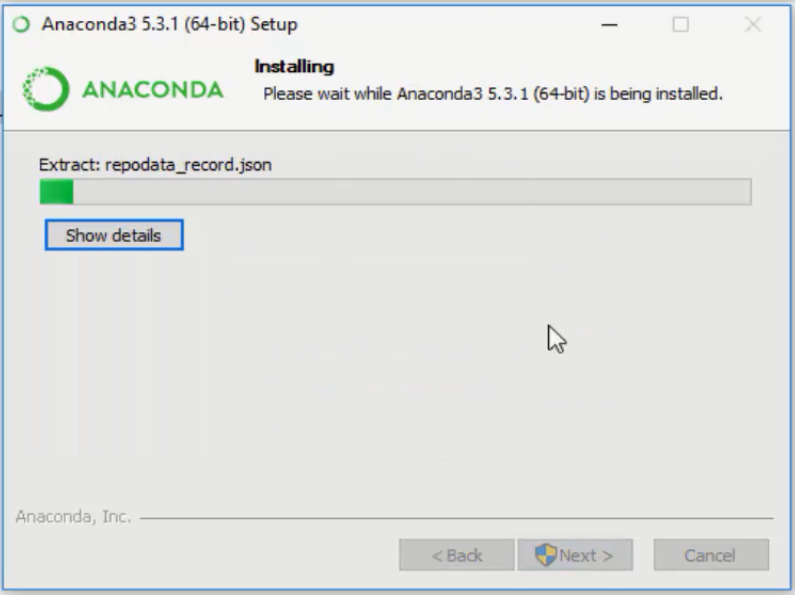 Anaconda3 5.3.1 (64-bit) Setup
ANACONDA
Installing
Please wait while Anaconda3 5.3.1 (64-bit) is being installed.
Extract: repodata_record.json
Show details
Anaconda, Inc.
< Back
Next >
Cancel